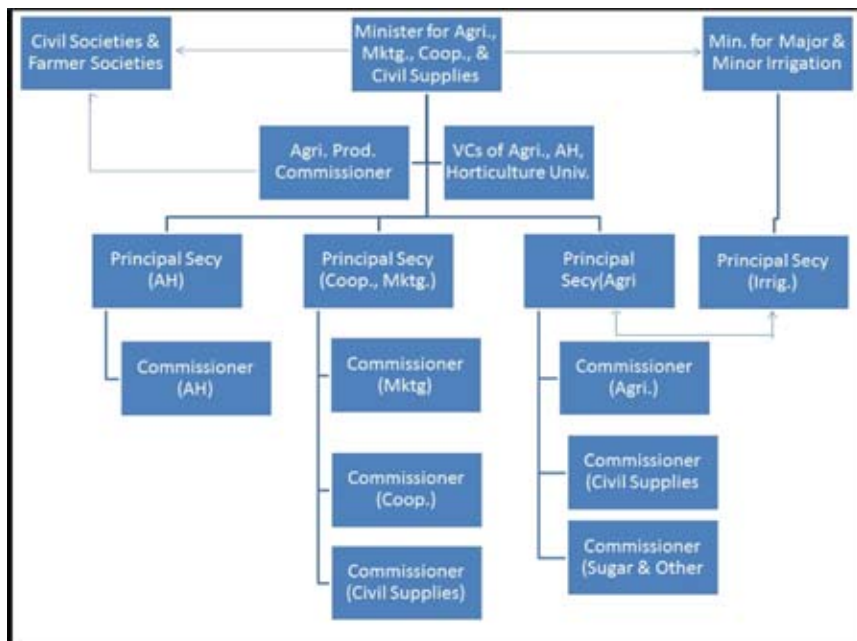 Civil Societies &
Farmer Societies
Minister for Agri.,
Mktg., Coop., &
Civil Supplies
Min. for Major &
Minor Irrigation
Agri. Prod.
Commissioner
VCs of Agri., AH,
Horticulture Univ.
Principal Secy
(AH)
Principal Secy
(Coop., Mktg.)
Principal
Secy(Agri
Principal Secy
(Irrig.)
Commissioner
(AH)
Commissioner
(Mktg)
Commissioner
(Agri.)
Commissioner
(Coop.)
Commissioner
(Civil Supplies
Commissioner
(Civil Supplies)
Commissioner
(Sugar & Other